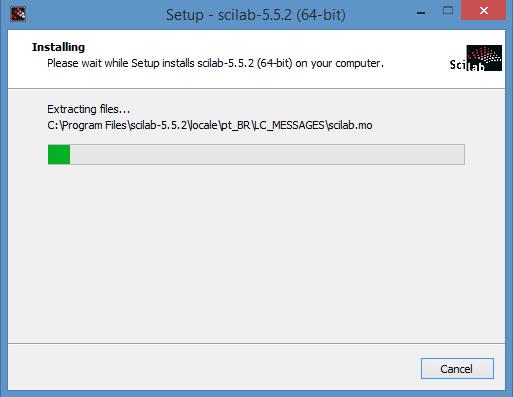 Setup - scilab-5.5.2 (64-bit)
Installing
Please wait while Setup installs scilab-5.5.2 (64-bit) on your computer.
Scilab
Extracting files...
C:\Program Files\scilab-5.5.2\locale\pt_BR\LC_MESSAGES\scilab.mo
Cancel